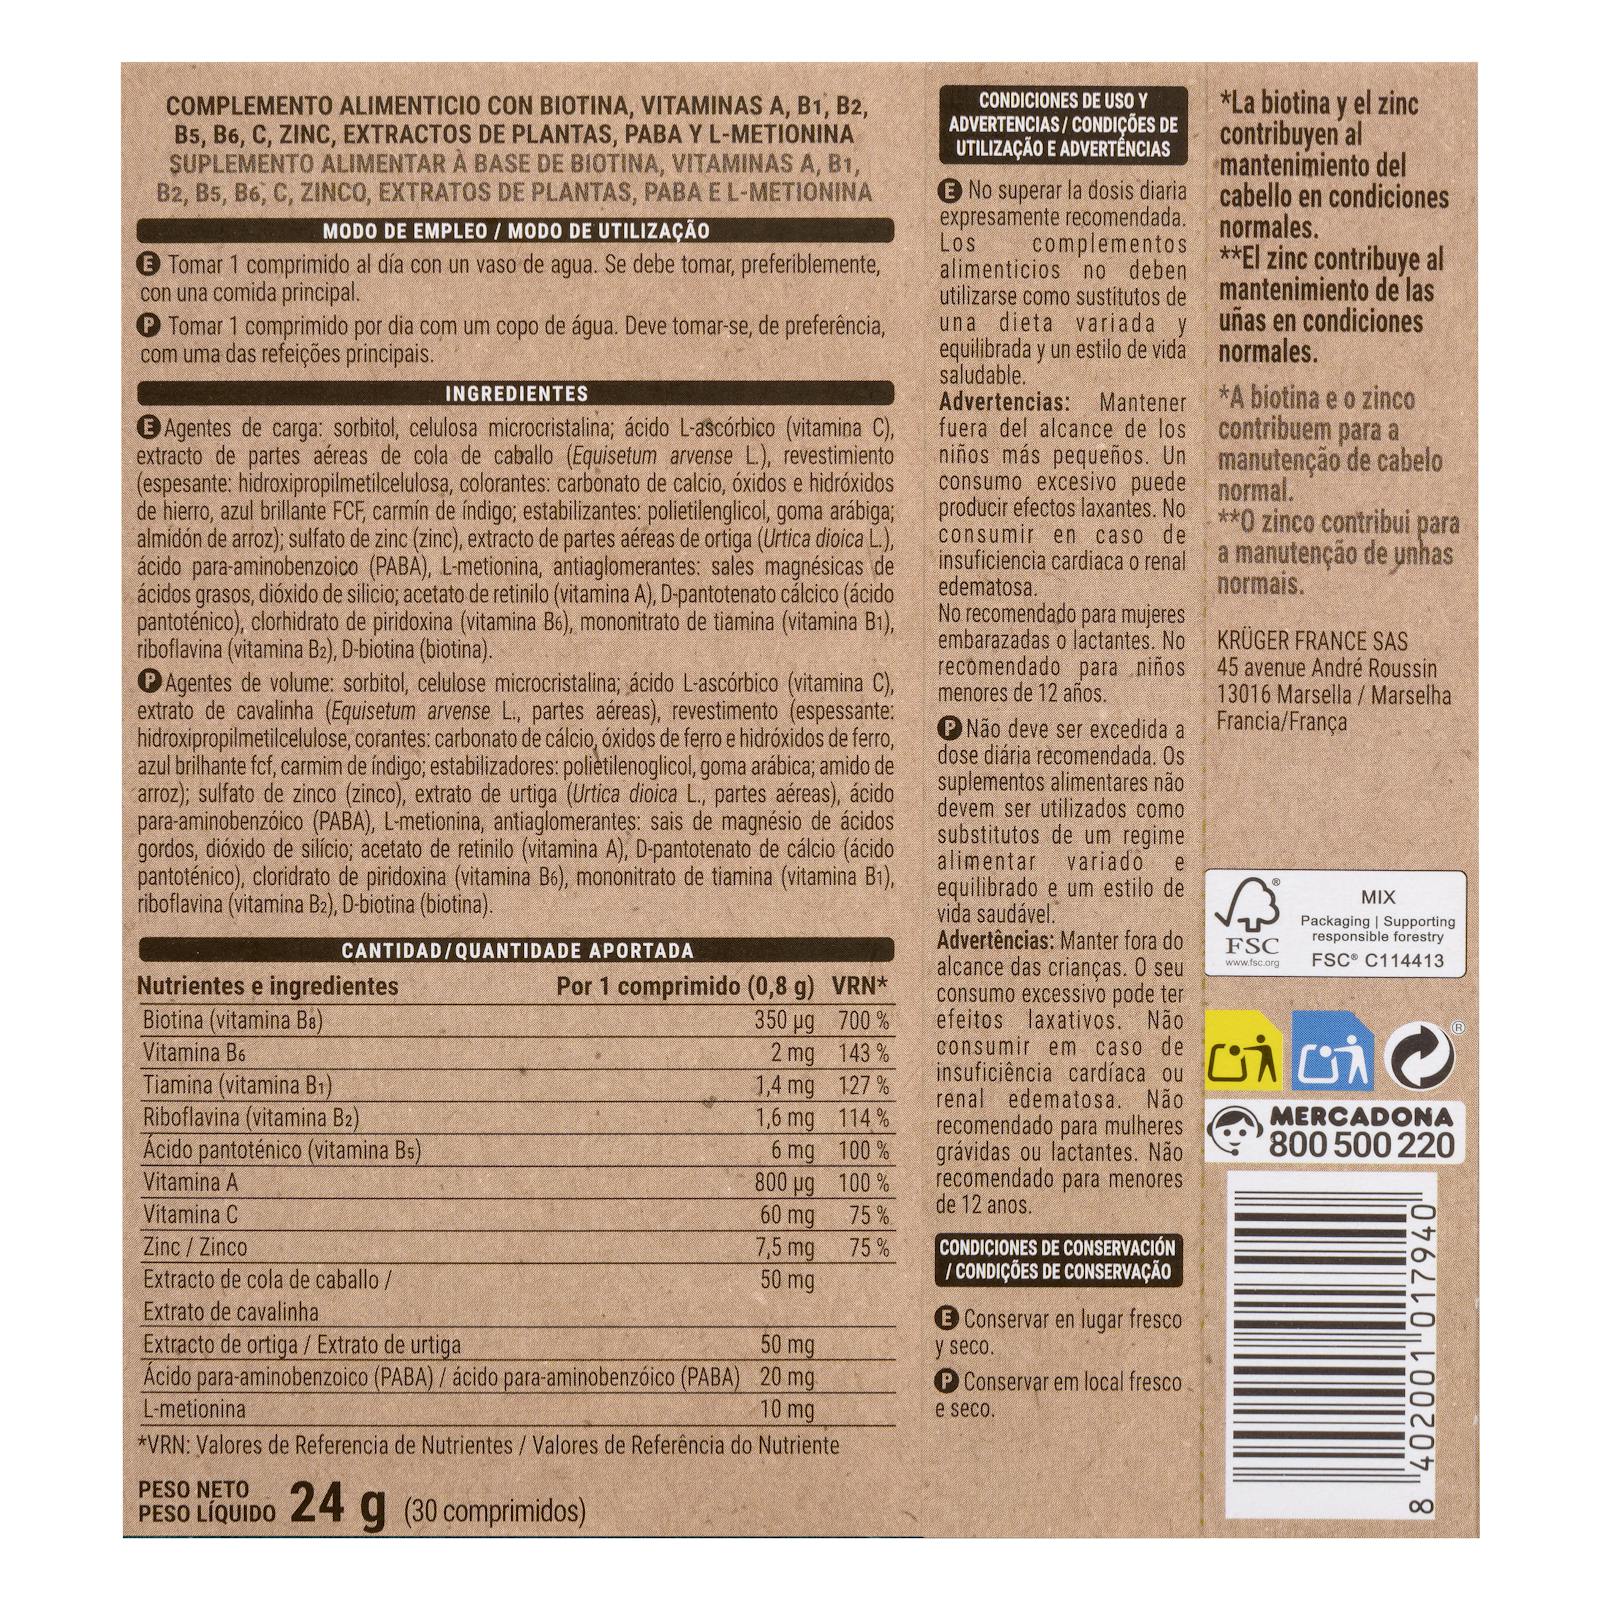 COMPLEMENTO ALIMENTICIO CON BIOTINA, VITAMINAS A, B1, B2,
B5, B6, C, ZINC, EXTRACTOS DE PLANTAS, PABA Y L-METIONINA
SUPLEMENTO ALIMENTAR À BASE DE BIOTINA, VITAMINAS A, B1,
B2, B5, B6, C, ZINCO, EXTRATOS DE PLANTAS, PABA E L-METIONINA
MODO DE EMPLEO / MODO DE UTILIZAÇÃO
E Tomar 1 comprimido al día con un vaso de agua. Se debe tomar, preferiblemente,
con una comida principal.
P Tomar 1 comprimido por dia com um copo de água. Deve tomar-se, de preferência,
com uma das refeições principais.
INGREDIENTES
E Agentes de carga: sorbitol, celulosa microcristalina; ácido L-ascórbico (vitamina C),
extracto de partes aéreas de cola de caballo (Equisetum arvense L.), revestimiento
(espesante: hidroxipropilmetilcelulosa, colorantes: carbonato de calcio, óxidos e hidróxidos
de hierro, azul brillante FCF, carmín de índigo; estabilizantes: polietilenglicol, goma arábiga;
almidón de arroz); sulfato de zinc (zinc), extracto de partes aéreas de ortiga (Urtica dioica L.),
ácido para-aminobenzoico (PABA), L-metionina, antiaglomerantes: sales magnésicas de
ácidos grasos, dióxido de silicio; acetato de retinilo (vitamina A), D-pantotenato cálcico (ácido
pantoténico), clorhidrato de piridoxina (vitamina B6), mononitrato de tiamina (vitamina B1),
riboflavina (vitamina B2), D-biotina (biotina).
P Agentes de volume: sorbitol, celulose microcristalina; ácido L-ascórbico (vitamina C),
extrato de cavalinha (Equisetum arvense L., partes aéreas), revestimento (espessante:
hidroxipropilmetilcelulose, corantes: carbonato de cálcio, óxidos de ferro e hidróxidos de ferro,
azul brilhante fcf, carmim de índigo; estabilizadores: polietilenoglicol, goma arábica; amido de
arroz); sulfato de zinco (zinco), extrato de urtiga (Urtica dioica L., partes aéreas), ácido
para-aminobenzóico (PABA), L-metionina, antiaglomerantes: sais de magnésio de ácidos
gordos, dióxido de silício; acetato de retinilo (vitamina A), D-pantotenato de cálcio (ácido
pantoténico), cloridrato de piridoxina (vitamina B6), mononitrato de tiamina (vitamina B1),
riboflavina (vitamina B2), D-biotina (biotina).
CANTIDAD/QUANTIDADE APORTADA
Nutrientes e ingredientes Por 1 comprimido (0,8 g) VRN*
Biotina (vitamina B8) 350 µg 700 %
Vitamina B6 2 mg 143 %
Tiamina (vitamina B1) 1,4 mg 127 %
Riboflavina (vitamina B2) 1,6 mg 114 %
Ácido pantoténico (vitamina B5) 6 mg 100 %
Vitamina A 800 µg 100 %
Vitamina C 60 mg 75 %
Zinc / Zinco 7,5 mg 75 %
Extracto de cola de caballo / 50 mg
Extrato de cavalinha
Extracto de ortiga / Extrato de urtiga 50 mg
Ácido para-aminobenzoico (PABA) / ácido para-aminobenzóico (PABA) 20 mg
L-metionina 10 mg
*VRN: Valores de Referencia de Nutrientes / Valores de Referência do Nutriente
PESO NETO
PESO LÍQUIDO 24 g (30 comprimidos)
CONDICIONES DE USO Y
ADVERTENCIAS / CONDIÇÕES DE
UTILIZAÇÃO E ADVERTÊNCIAS
E No superar la dosis diaria
expresamente recomendada.
Los complementos
alimenticios no deben
utilizarse como sustitutos de
una dieta variada y
equilibrada y un estilo de vida
saludable.
Advertencias: Mantener
fuera del alcance de los
niños más pequeños. Un
consumo excesivo puede
producir efectos laxantes. No
consumir en caso de
insuficiencia cardiaca o renal
edematosa.
No recomendado para mujeres
embarazadas o lactantes. No
recomendado para niños
menores de 12 años.
P Não deve ser excedida a
dose diária recomendada. Os
suplementos alimentares não
devem ser utilizados como
substitutos de um regime
alimentar variado e
equilibrado e um estilo de
vida saudável.
Advertências: Manter fora do
alcance das crianças. O seu
consumo excessivo pode ter
efeitos laxativos. Não
consumir em caso de
insuficiência cardíaca ou
renal edematosa. Não
recomendado para mulheres
grávidas ou lactantes. Não
recomendado para menores
de 12 anos.
CONDICIONES DE CONSERVACIÓN
/ CONDIÇÕES DE CONSERVAÇÃO
E Conservar en lugar fresco
y seco.
P Conservar em local fresco
e seco.
*La biotina y el zinc
contribuyen al
mantenimiento del
cabello en condiciones
normales.
**El zinc contribuye al
mantenimiento de las
uñas en condiciones
normales.
*A biotina e o zinco
contribuem para a
manutenção de cabelo
normal.
**O zinco contribui para
a manutenção de unhas
normais.
KRÜGER FRANCE SAS
45 avenue André Roussin
13016 Marsella / Marselha
Francia/França
FSC
www.fsc.org
MIX
Packaging | Supporting
responsible forestry
FSC® C114413
MERCADONA
800 500 220
8 402001 017940